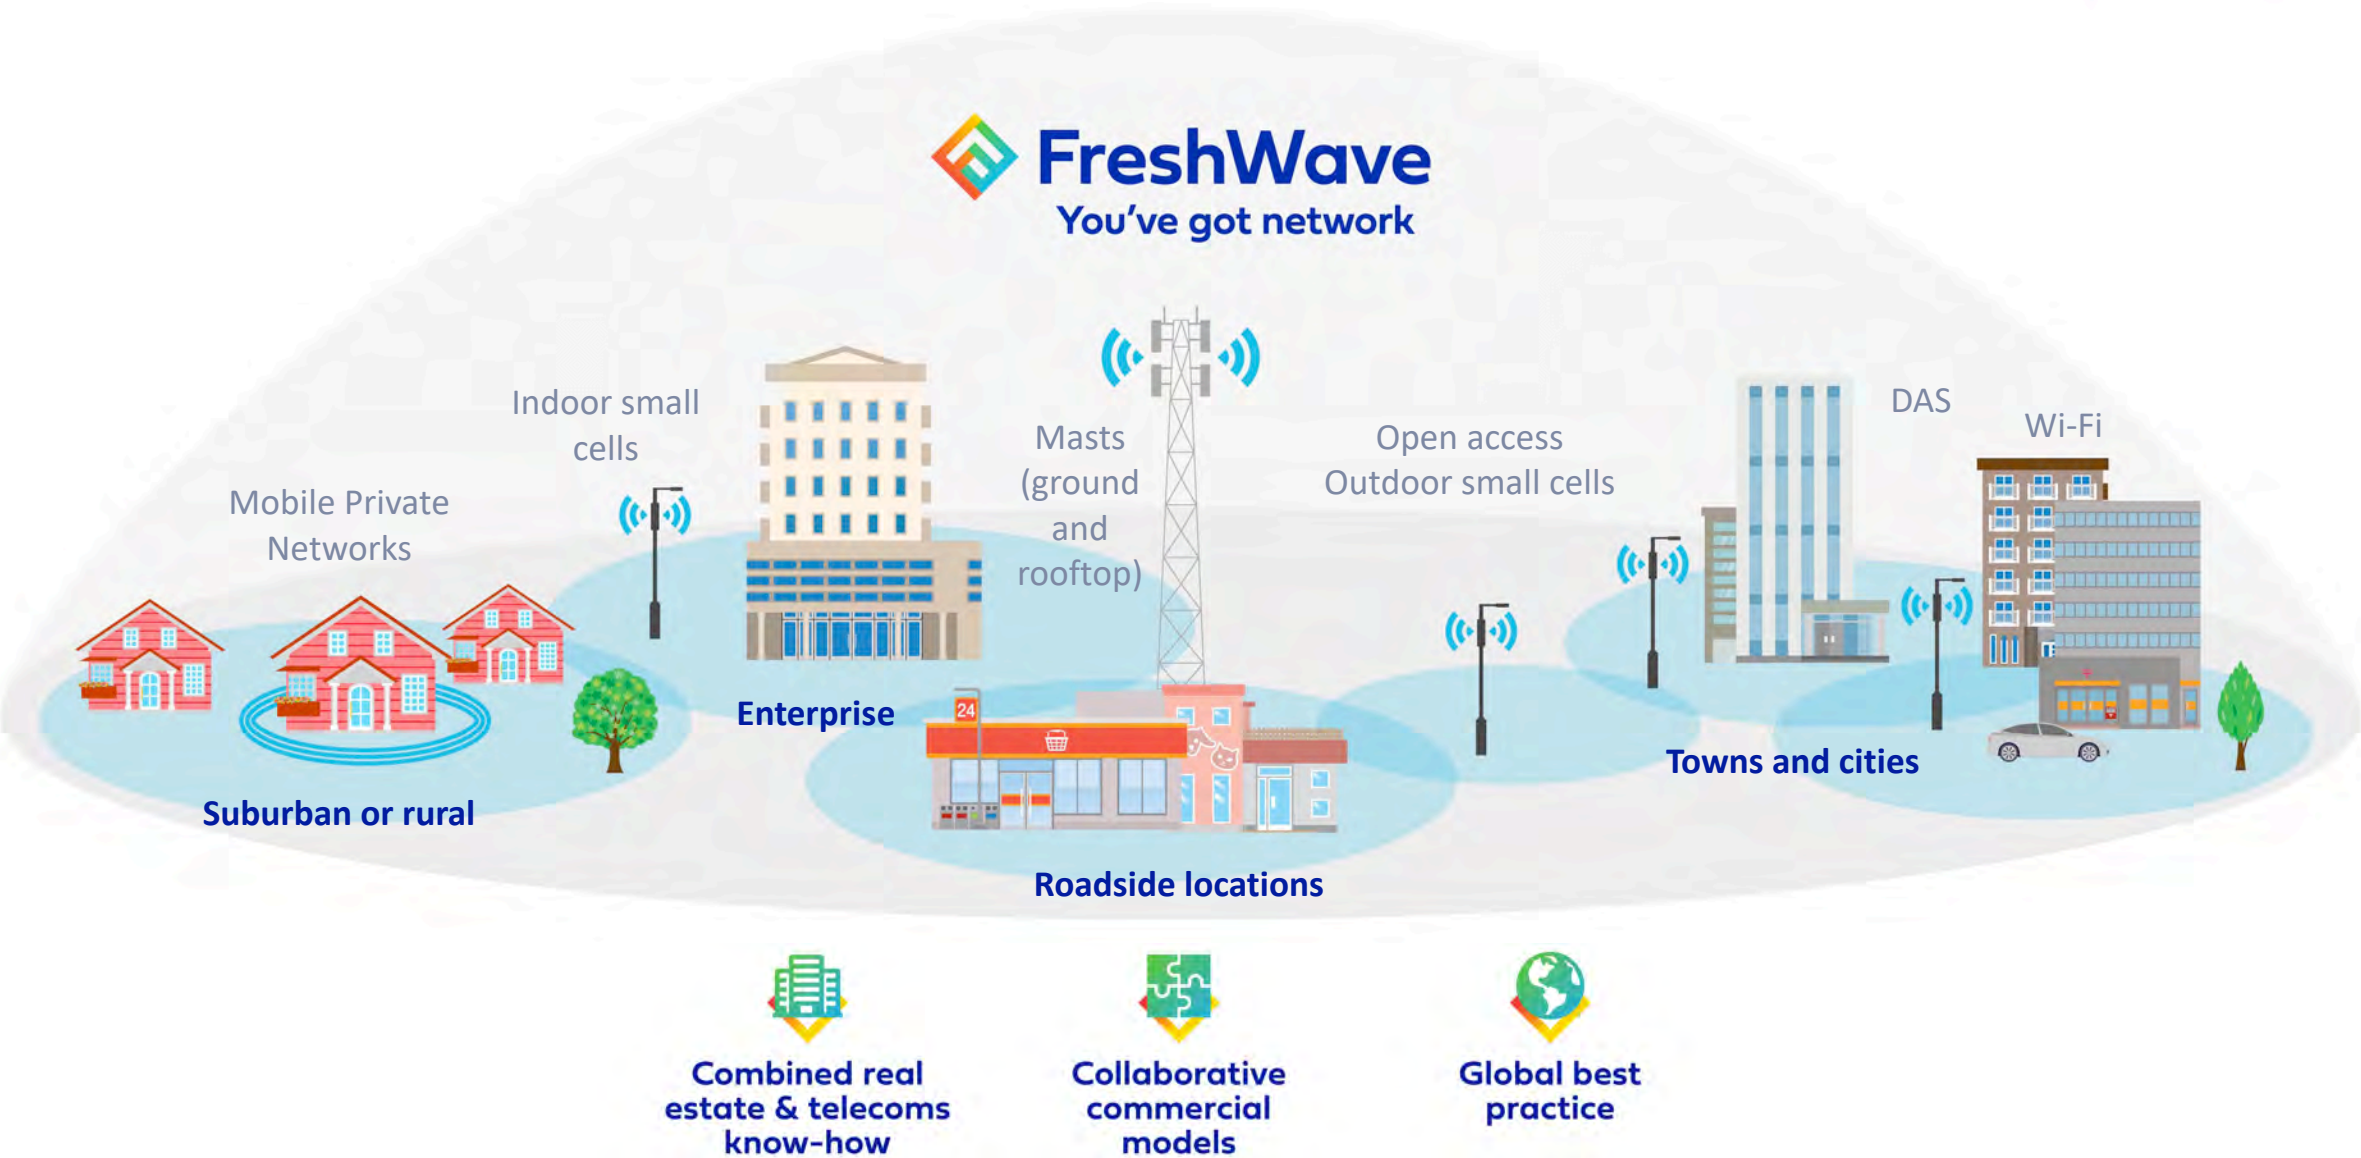 FreshWave
You've got network
Indoor small
cells
Mobile Private
Networks
Masts
(ground
and
rooftop)
Open access
Outdoor small cells
DAS
Wi-Fi
24
Enterprise
Towns and cities
Suburban or rural
Roadside locations
Combined real
estate & telecoms
know-how
Collaborative
commercial
models
Global best
practice